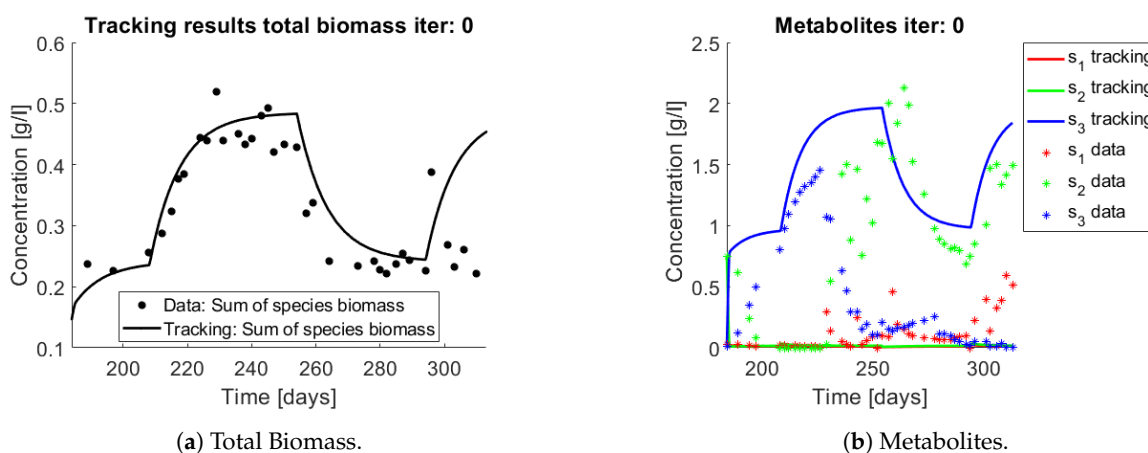 Tracking results total biomass iter: 0
0.6
0.5
0.4
0.3
0.2
0.1
Concentration [g/l]
Data: Sum of species biomass
Tracking: Sum of species biomass
200 220 240 260 280 300
Time [days]
(a) Total Biomass.
Metabolites iter: 0
2.5
2
1.5
1
0.5
0
Concentration [g/l]
200 250 300
Time [days]
s1 tracking
s2 tracking
s3 tracking
s1 data
s2 data
s3 data
(b) Metabolites.